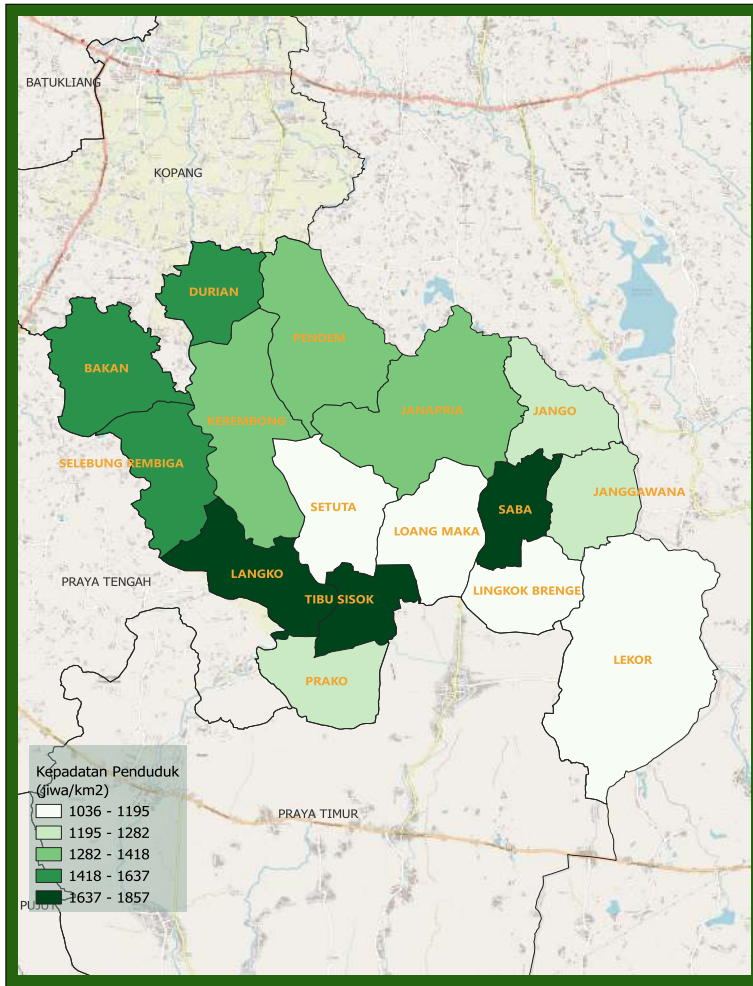 BATUKLIANG
KOPANG
DURIAN
PENDEM
BAKAN
KEREMBONG
JANAPRIA
JANGO
SELEBUNG REMBIGA
JANGGAWANA
SETUTA
SABA
LOANG MAKA
LANGKO
PRAYA TENGAH
TIBU SISOK
LINGKOK BRENGE
LEKOR
PRAKO
Kepadatan Penduduk
(jiwa/km2)
1036 - 1195
1195 - 1282
1282 - 1418
1418 - 1637
1637 - 1857
PRAYA TIMUR
PUJUT